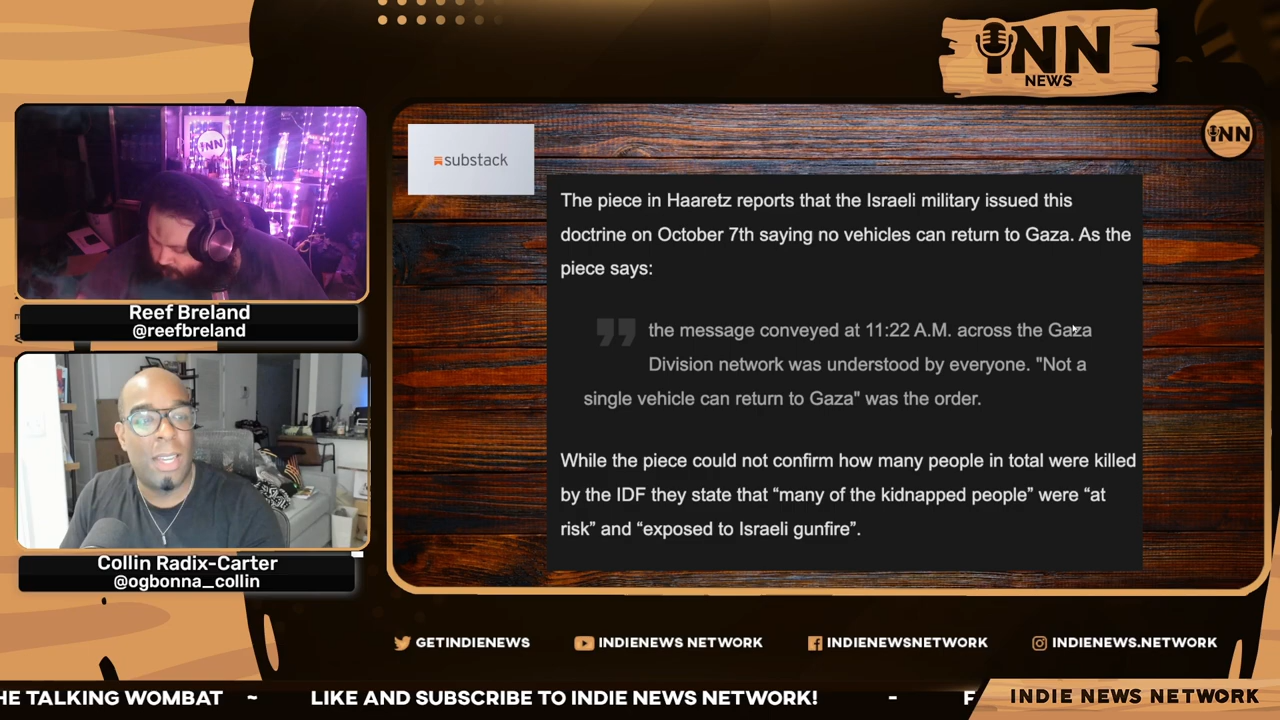 INN
NEWS
INN
substack
INN
The piece in Haaretz reports that the Israeli military issued this
doctrine on October 7th saying no vehicles can return to Gaza. As the
piece says:
the message conveyed at 11:22 A.M. across the Gaza
Division network was understood by everyone. "Not a
single vehicle can return to Gaza" was the order.
While the piece could not confirm how many people in total were killed
by the IDF they state that “many of the kidnapped people” were “at
risk” and “exposed to Israeli gunfire”.
Reef Breland
@reefbreland
Collin Radix-Carter
@ogbonna_collin
GETINDIENEWS
INDIENEWS NETWORK
INDIENEWSNETWORK
INDIENEWS.NETWORK
HE TALKING WOMBAT ~ LIKE AND SUBSCRIBE TO INDIE NEWS NETWORK! - F
INDIE NEWS NETWORK